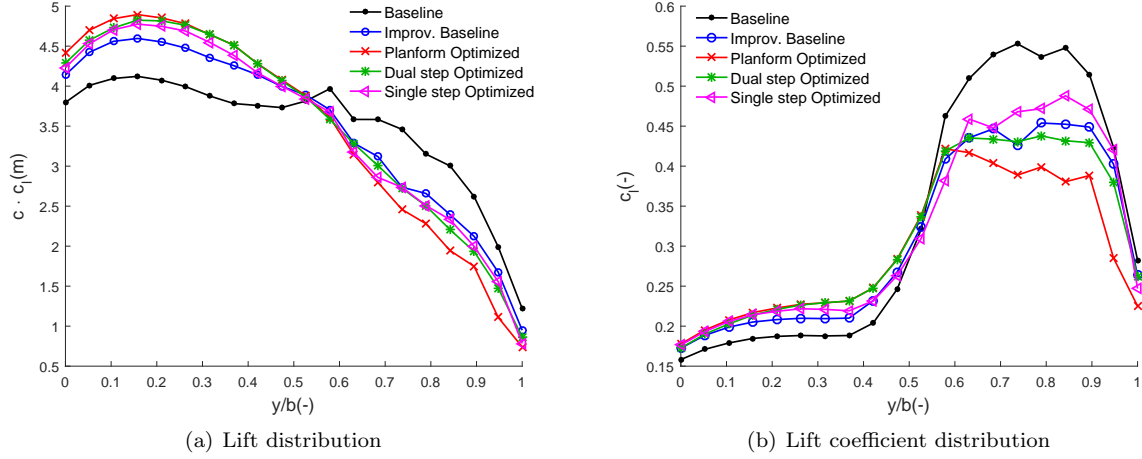 Baseline
Improv. Baseline
Planform Optimized
Dual step Optimized
Single step Optimized
5
4.5
4
3.5
3
2.5
2
1.5
1
0.5
c · c_l(m)
0 0.1 0.2 0.3 0.4 0.5 0.6 0.7 0.8 0.9 1
y/b(-)
(a) Lift distribution
Baseline
Improv. Baseline
Planform Optimized
Dual step Optimized
Single step Optimized
0.55
0.5
0.45
0.4
0.35
0.3
0.25
0.2
0.15
c_l(-)
0 0.1 0.2 0.3 0.4 0.5 0.6 0.7 0.8 0.9 1
y/b(-)
(b) Lift coefficient distribution